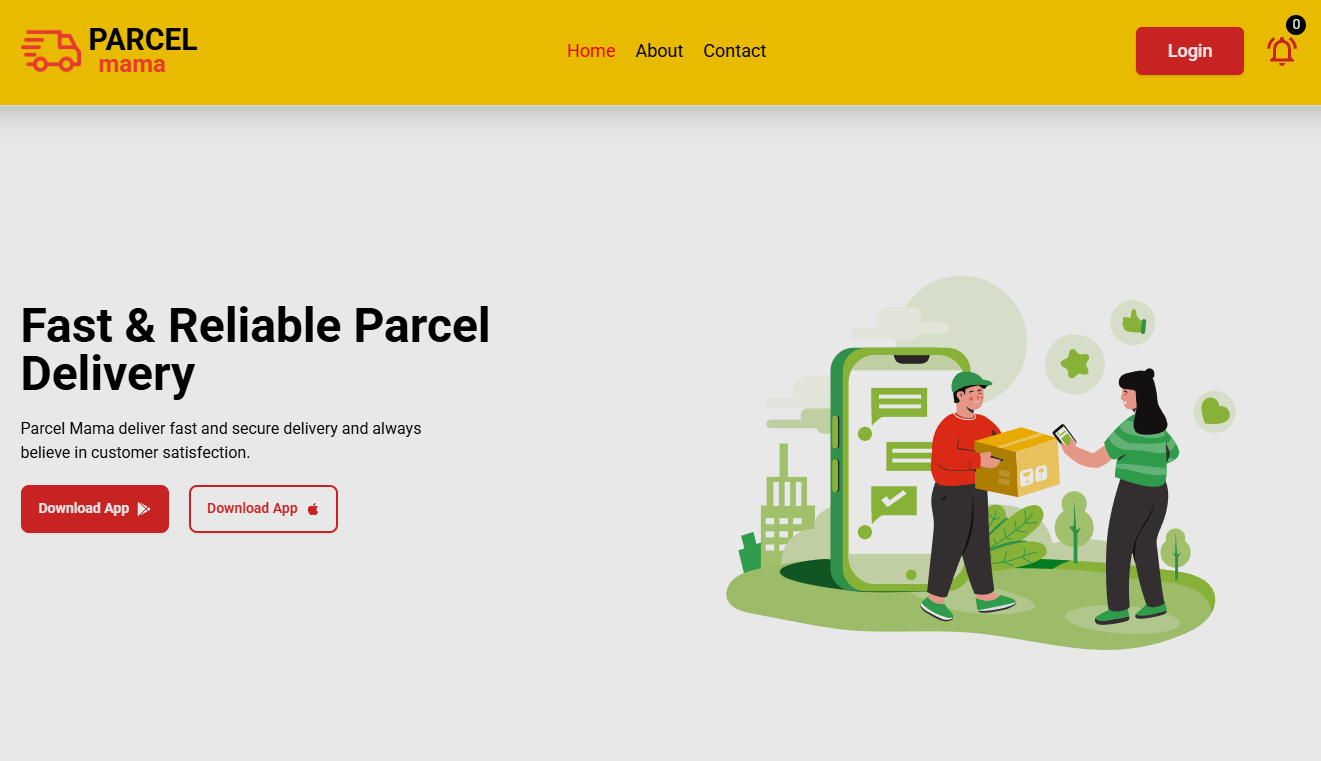 PARCEL
mama
Home About Contact
Login
0
Fast & Reliable Parcel
Delivery
Parcel Mama deliver fast and secure delivery and always
believe in customer satisfaction.
Download App Download App